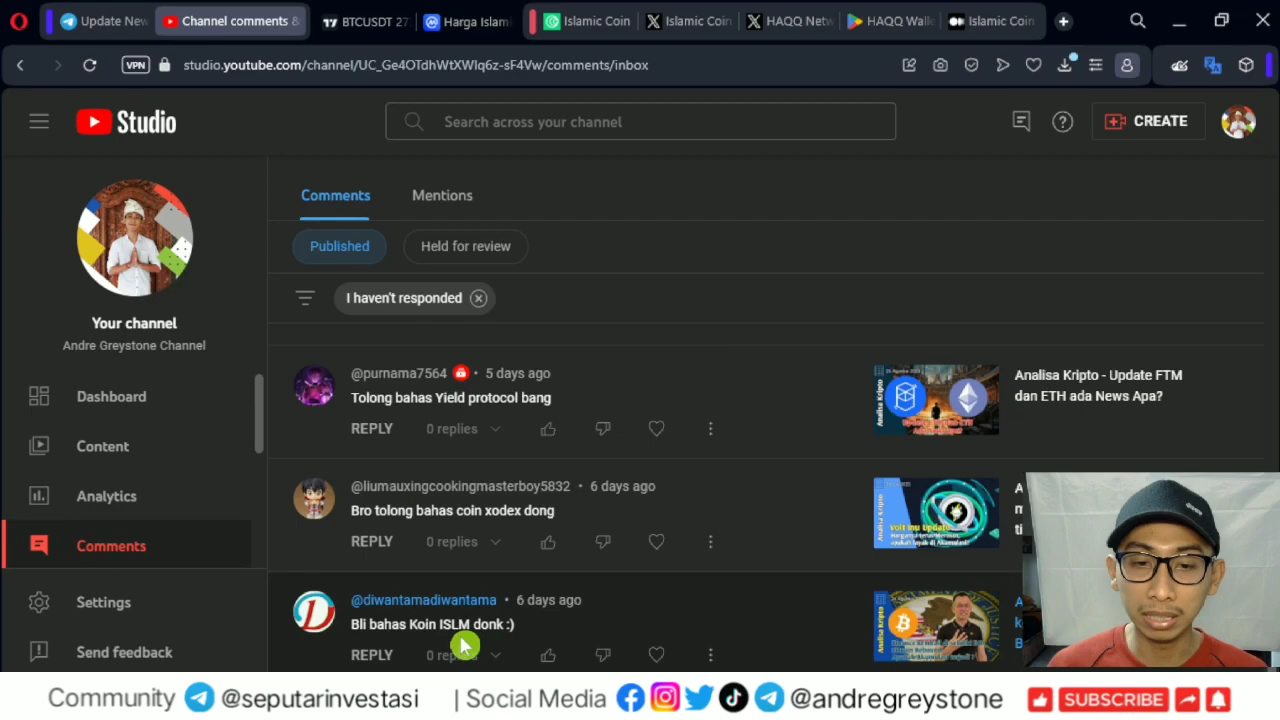 Update New
Channel comments &
BTCUSDT 27
Harga Islami
Islamic Coin
Islamic Coin
HAQQ Netw
HAQQ Walle
Islamic Coin
VPN
studio.youtube.com/channel/UC_Ge4OTdhWtXWIq6z-sF4Vw/comments/inbox
Studio
Search across your channel
CREATE
Your channel
Andre Greystone Channel
Dashboard
Content
Analytics
Comments
Settings
Send feedback
Comments
Mentions
Published
Held for review
I haven't responded
@purnama7564 • 5 days ago
Tolong bahas Yield protocol bang
REPLY
0 replies
Analisa Kripto - Update FTM
dan ETH ada News Apa?
@liumauxingcookingmasterboy5832 • 6 days ago
Bro tolong bahas coin xodex dong
REPLY
0 replies
@diwantamadiwantama • 6 days ago
Bli bahas Koin ISLM donk :)
REPLY
Community @seputarinvestasi | Social Media @andregreystone SUBSCRIBE